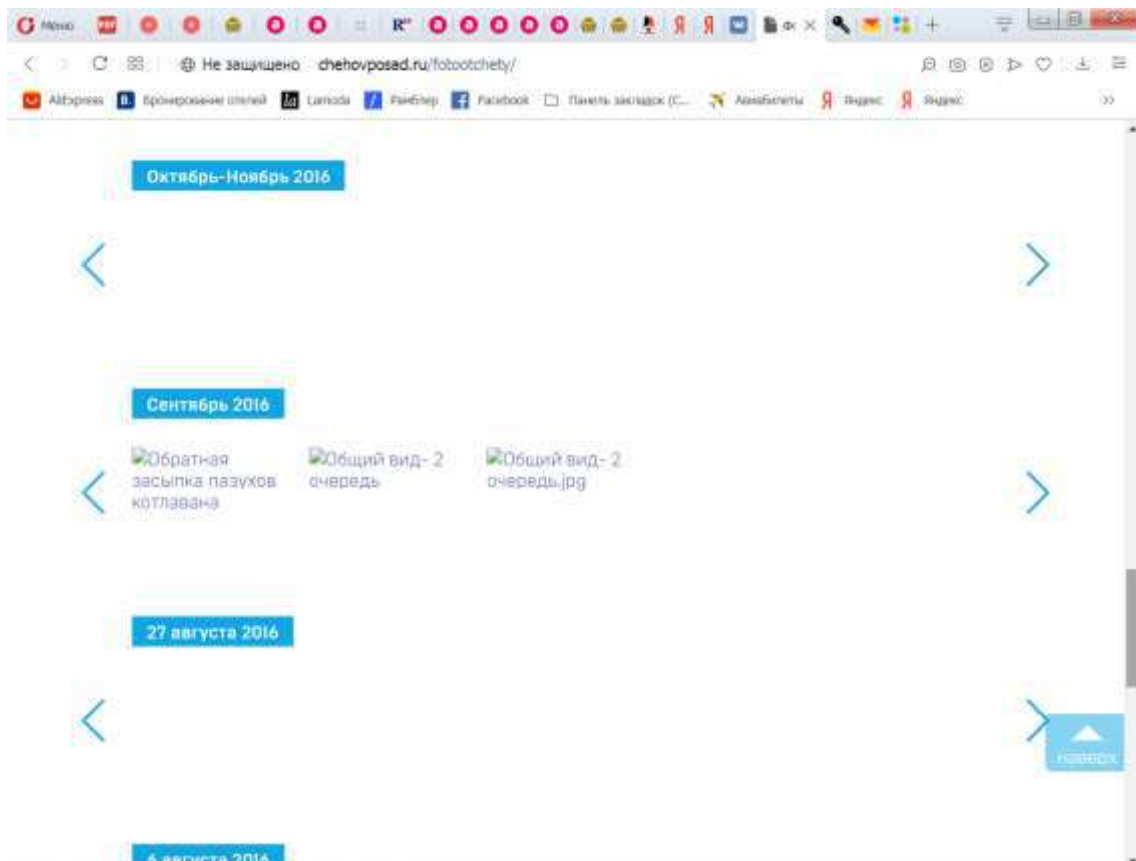 Меню
Не защищено chehovposad.ru/fotootchety/
AliExpress Бронирование отелей Lamoda Рамблер Facebook Панель закладок (С... Авиабилеты Яндекс Яндекс
Октябрь-Ноябрь 2016
Сентябрь 2016
Обратная засыпка пазухов котлавана
Общий вид- 2 очередь
Общий вид- 2 очередь.jpg
27 августа 2016
наверх
6 августа 2016